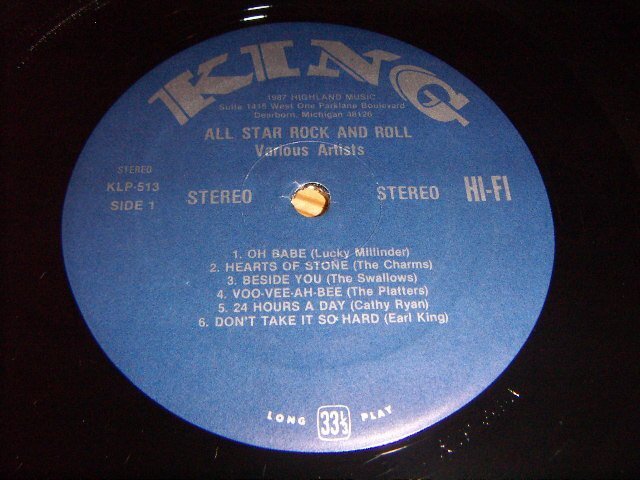 KING
1987 HIGHLAND MUSIC
Suite 1418 West One Parklane Boulevard
Dearborn, Michigan 48126
ALL STAR ROCK AND ROLL
Various Artists
STEREO
KLP-513
SIDE 1
STEREO
STEREO
HI-FI
1. OH BABE (Lucky Millinder)
2. HEARTS OF STONE (The Charms)
3. BESIDE YOU (The Swallows)
4. VOO-VEE-AH-BEE (The Platters)
5. 24 HOURS A DAY (Cathy Ryan)
6. DON'T TAKE IT SO HARD (Earl King)
LONG 33⅓ PLAY